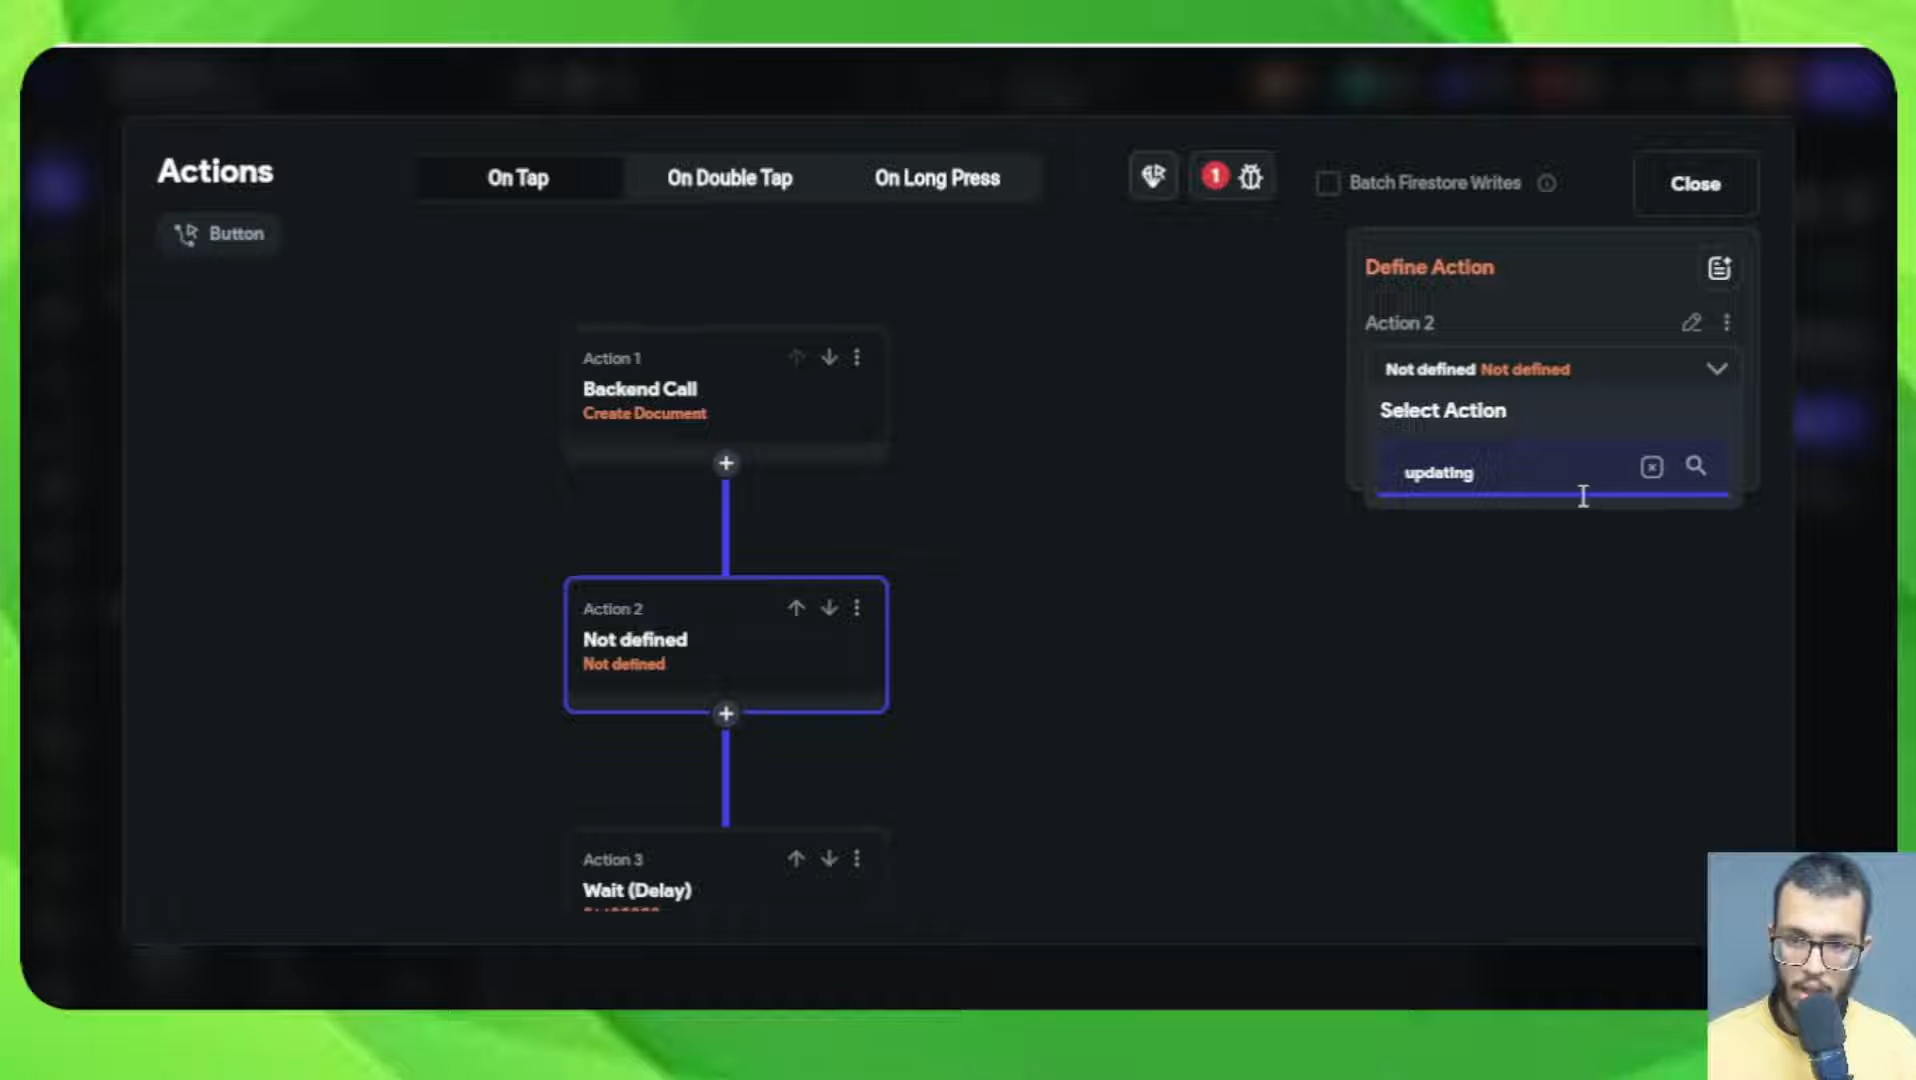 Actions
On Tap
On Double Tap
On Long Press
1
Batch Firestore Writes
Close
Button
Define Action
Action 2
Not defined Not defined
Select Action
updating
Action 1
Backend Call
Create Document
Action 2
Not defined
Not defined
Action 3
Wait (Delay)